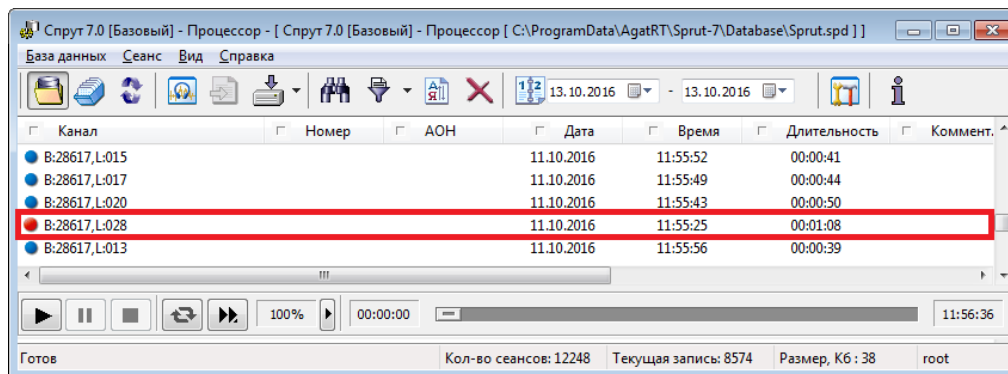 Спрут 7.0 [Базовый] - Процессор - [ Спрут 7.0 [Базовый] - Процессор [ C:\ProgramData\AgatRT\Sprut-7\Database\Sprut.spd ] ]
База данных Сеанс Вид Справка
13.10.2016 - 13.10.2016
Канал Номер АОН Дата Время Длительность Коммент.
B:28617,L:015 11.10.2016 11:55:52 00:00:41
B:28617,L:017 11.10.2016 11:55:49 00:00:44
B:28617,L:020 11.10.2016 11:55:43 00:00:50
B:28617,L:028 11.10.2016 11:55:25 00:01:08
B:28617,L:013 11.10.2016 11:55:56 00:00:39
100% 00:00:00 11:56:36
Готов Кол-во сеансов: 12248 Текущая запись: 8574 Размер, Кб : 38 root